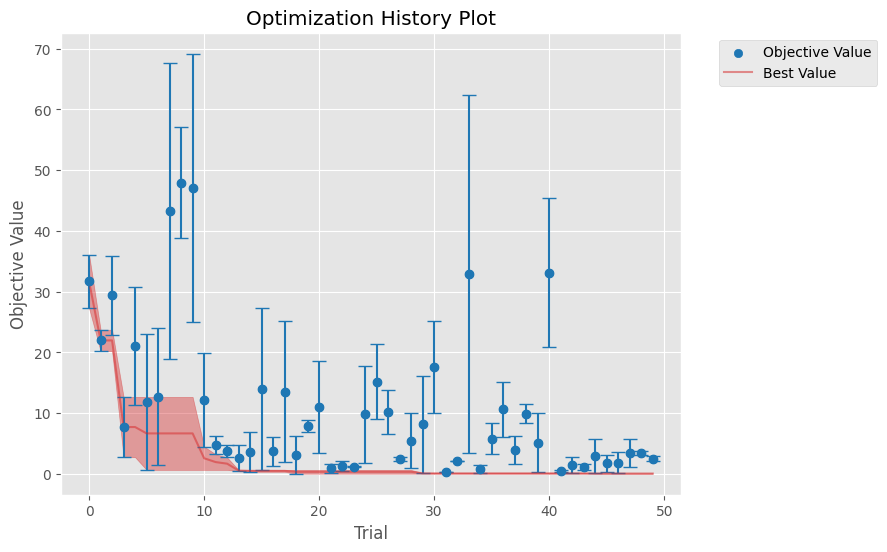 Optimization History Plot
Objective Value
Best Value
70
60
50
40
30
20
10
0
Objective Value
0 10 20 30 40 50
Trial